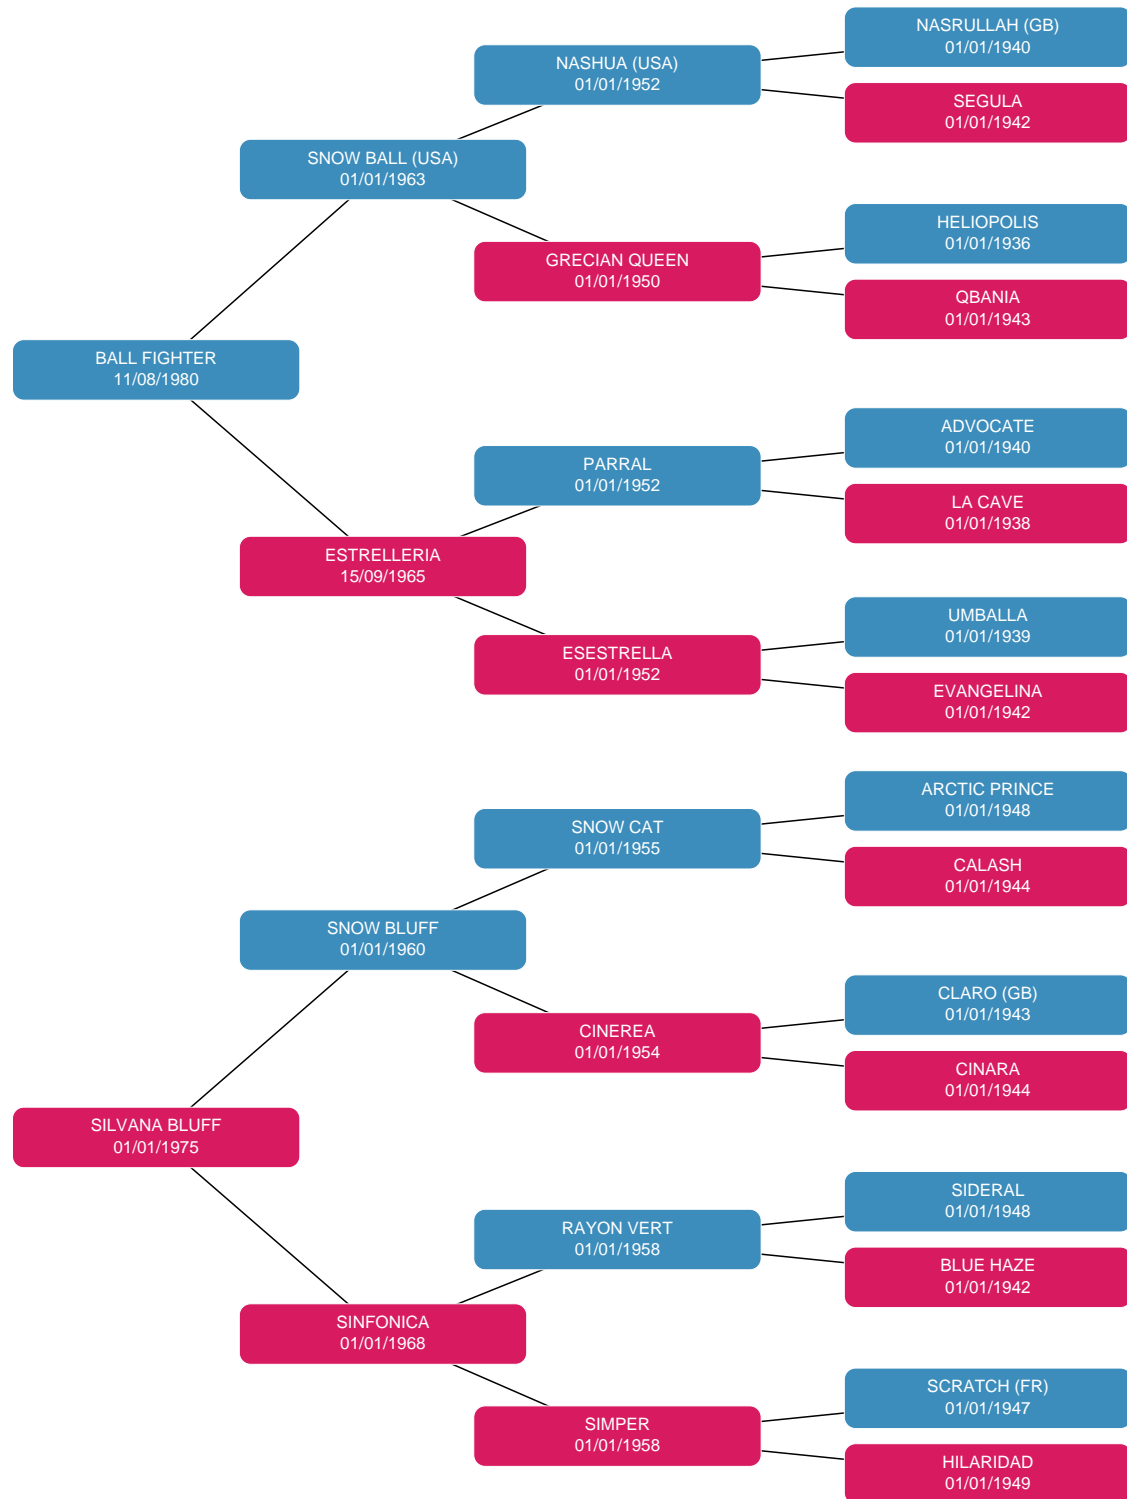 NASRULLAH (GB)
01/01/1940
NASHUA (USA)
01/01/1952
SEGULA
01/01/1942
SNOW BALL (USA)
01/01/1963
HELIOPOLIS
01/01/1936
GRECIAN QUEEN
01/01/1950
QBANIA
01/01/1943
BALL FIGHTER
11/08/1980
ADVOCATE
01/01/1940
PARRAL
01/01/1952
LA CAVE
01/01/1938
ESTRELLERIA
15/09/1965
UMBALLA
01/01/1939
ESESTRELLA
01/01/1952
EVANGELINA
01/01/1942
ARCTIC PRINCE
01/01/1948
SNOW CAT
01/01/1955
CALASH
01/01/1944
SNOW BLUFF
01/01/1960
CLARO (GB)
01/01/1943
CINEREA
01/01/1954
CINARA
01/01/1944
SILVANA BLUFF
01/01/1975
SIDERAL
01/01/1948
RAYON VERT
01/01/1958
BLUE HAZE
01/01/1942
SINFONICA
01/01/1968
SCRATCH (FR)
01/01/1947
SIMPER
01/01/1958
HILARIDAD
01/01/1949